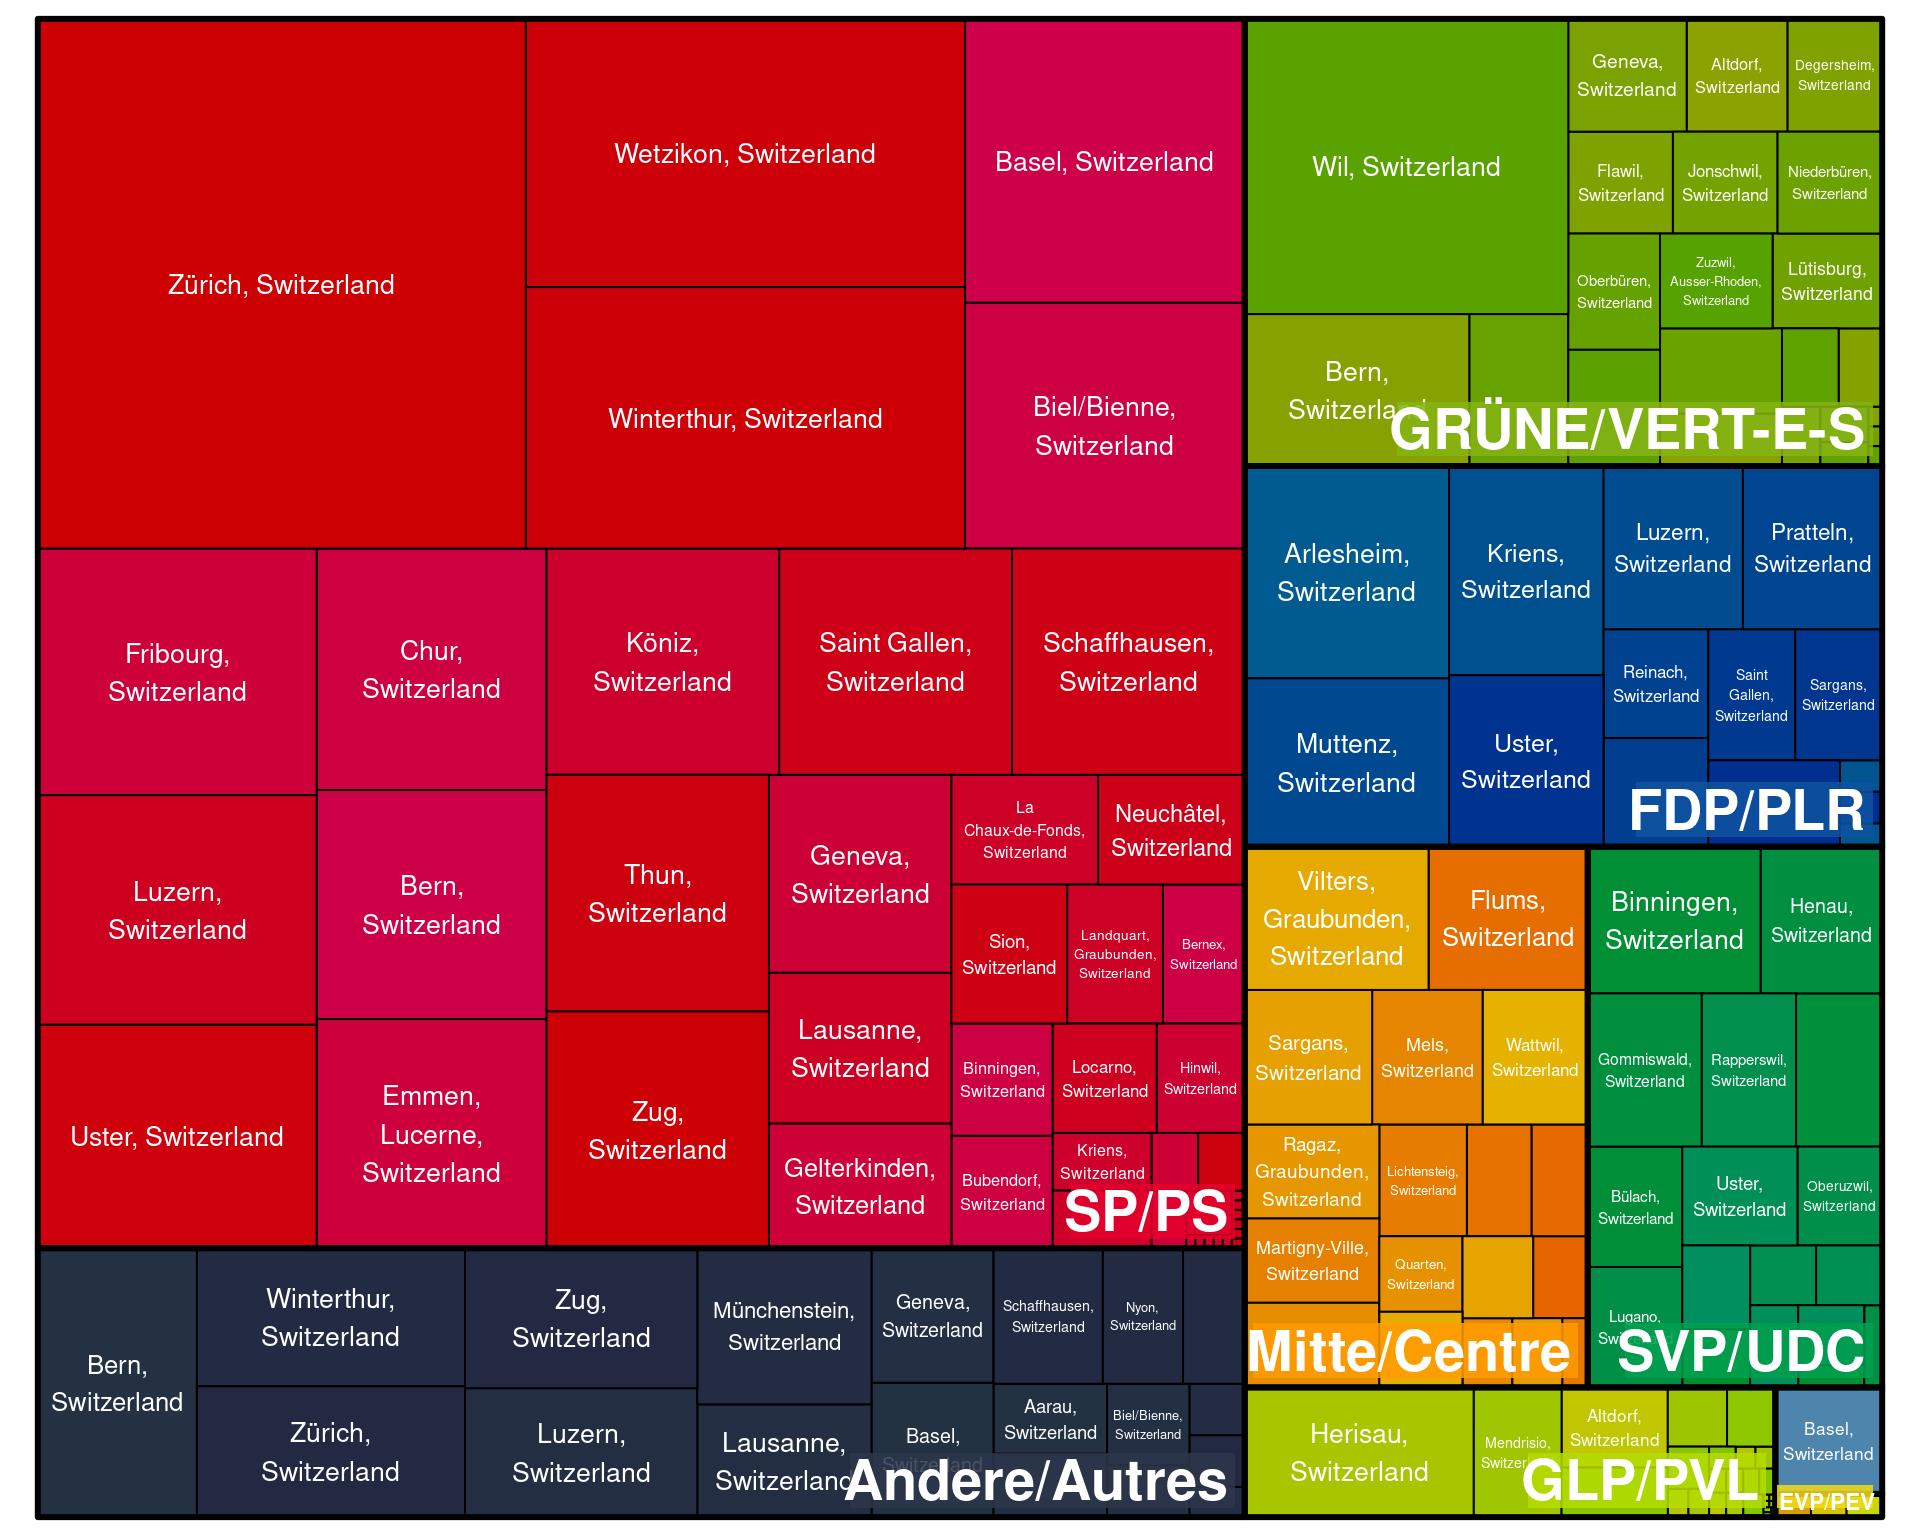 Zürich, Switzerland
Wetzikon, Switzerland
Winterthur, Switzerland
Basel, Switzerland
Biel/Bienne,
Switzerland
Fribourg,
Switzerland
Chur,
Switzerland
Köniz,
Switzerland
Saint Gallen,
Switzerland
Schaffhausen,
Switzerland
Luzern,
Switzerland
Bern,
Switzerland
Thun,
Switzerland
Geneva,
Switzerland
La
Chaux-de-Fonds,
Switzerland
Neuchâtel,
Switzerland
Sion,
Switzerland
Landquart,
Graubunden,
Switzerland
Bernex,
Switzerland
Uster, Switzerland
Emmen,
Lucerne,
Switzerland
Zug,
Switzerland
Lausanne,
Switzerland
Gelterkinden,
Switzerland
Binningen,
Switzerland
Locarno,
Switzerland
Hinwil,
Switzerland
Bubendorf,
Switzerland
Kriens,
Switzerland
SP/PS
Bern,
Switzerland
Winterthur,
Switzerland
Zürich,
Switzerland
Zug,
Switzerland
Luzern,
Switzerland
Münchenstein,
Switzerland
Lausanne,
Switzerland
Geneva,
Switzerland
Basel,
Switzerland
Schaffhausen,
Switzerland
Nyon,
Switzerland
Aarau,
Switzerland
Biel/Bienne,
Switzerland
Andere/Autres
Wil, Switzerland
Bern,
Switzerland
Geneva,
Switzerland
Altdorf,
Switzerland
Degersheim,
Switzerland
Flawil,
Switzerland
Jonschwil,
Switzerland
Niederbüren,
Switzerland
Oberbüren,
Switzerland
Zuzwil,
Ausser-Rhoden,
Switzerland
Lütisburg,
Switzerland
GRÜNE/VERT-E-S
Arlesheim,
Switzerland
Kriens,
Switzerland
Luzern,
Switzerland
Pratteln,
Switzerland
Muttenz,
Switzerland
Uster,
Switzerland
Reinach,
Switzerland
Saint
Gallen,
Switzerland
Sargans,
Switzerland
FDP/PLR
Vilters,
Graubunden,
Switzerland
Flums,
Switzerland
Sargans,
Switzerland
Mels,
Switzerland
Wattwil,
Switzerland
Ragaz,
Graubunden,
Switzerland
Lichtensteig,
Switzerland
Martigny-Ville,
Switzerland
Quarten,
Switzerland
Mitte/Centre
Binningen,
Switzerland
Henau,
Switzerland
Gommiswald,
Switzerland
Rapperswil,
Switzerland
Bülach,
Switzerland
Uster,
Switzerland
Oberuzwil,
Switzerland
Lugano,
SVP/UDC
Herisau,
Switzerland
Mendrisio,
Altdorf,
Switzerland
GLP/PVL
Basel,
Switzerland
EVP/PEV